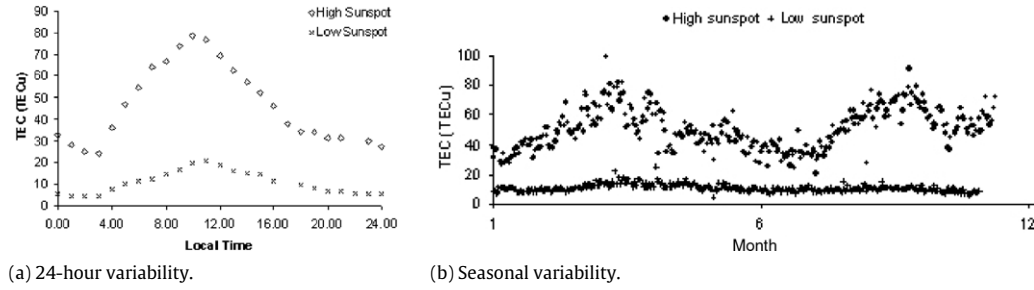 ◇ High Sunspot
× Low Sunspot
TEC (TECu)
90
80
70
60
50
40
30
20
10
0
0.00 4.00 8.00 12.00 16.00 20.00 24.00
Local Time
(a) 24-hour variability.
◆ High sunspot + Low sunspot
TEC (TECu)
100
80
60
40
20
0
1 6 12
Month
(b) Seasonal variability.